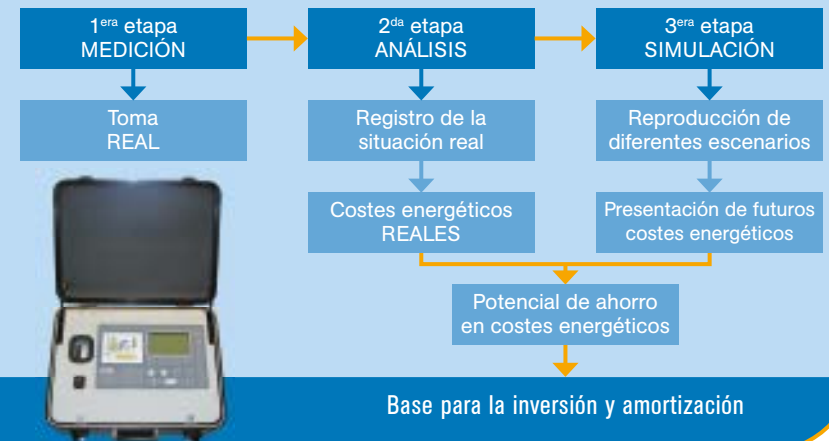 1era etapa
MEDICIÓN
2da etapa
ANÁLISIS
3era etapa
SIMULACIÓN
Toma
REAL
Registro de la
situación real
Reproducción de
diferentes escenarios
Costes energéticos
REALES
Presentación de futuros
costes energéticos
Potencial de ahorro
en costes energéticos
Base para la inversión y amortización